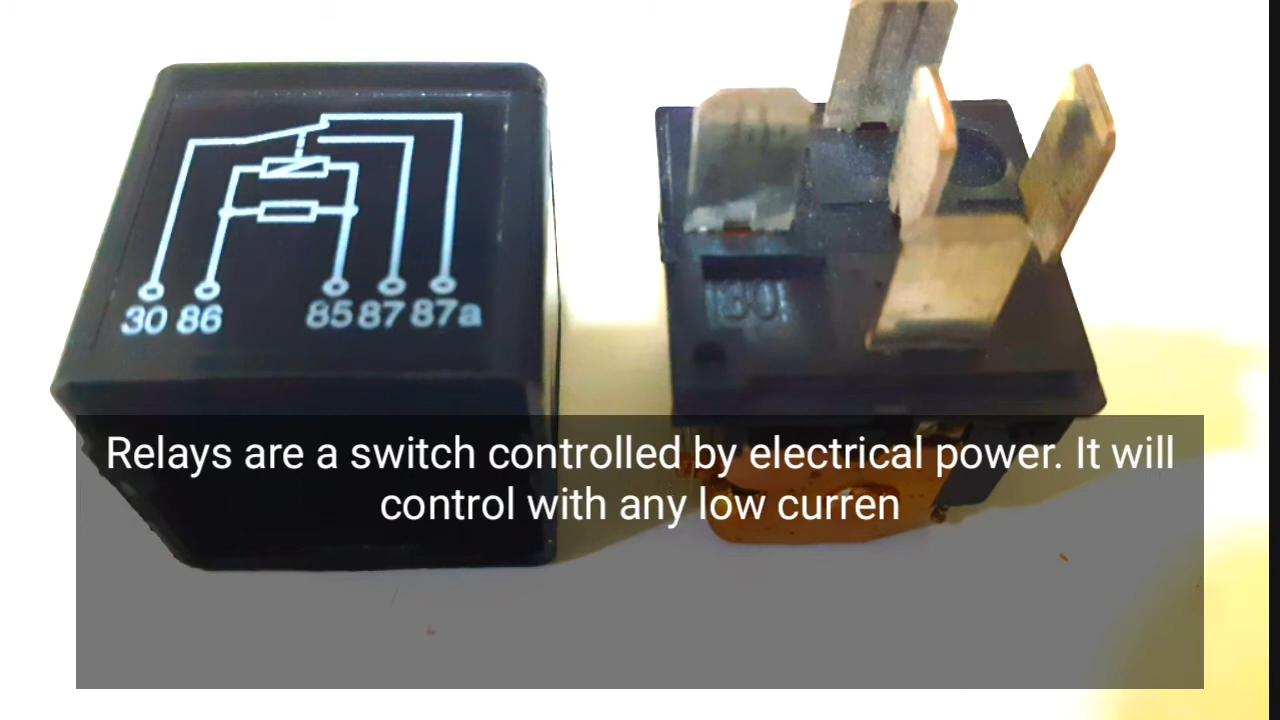 30 86 85 87 87a
30
Relays are a switch controlled by electrical power. It will
control with any low curren